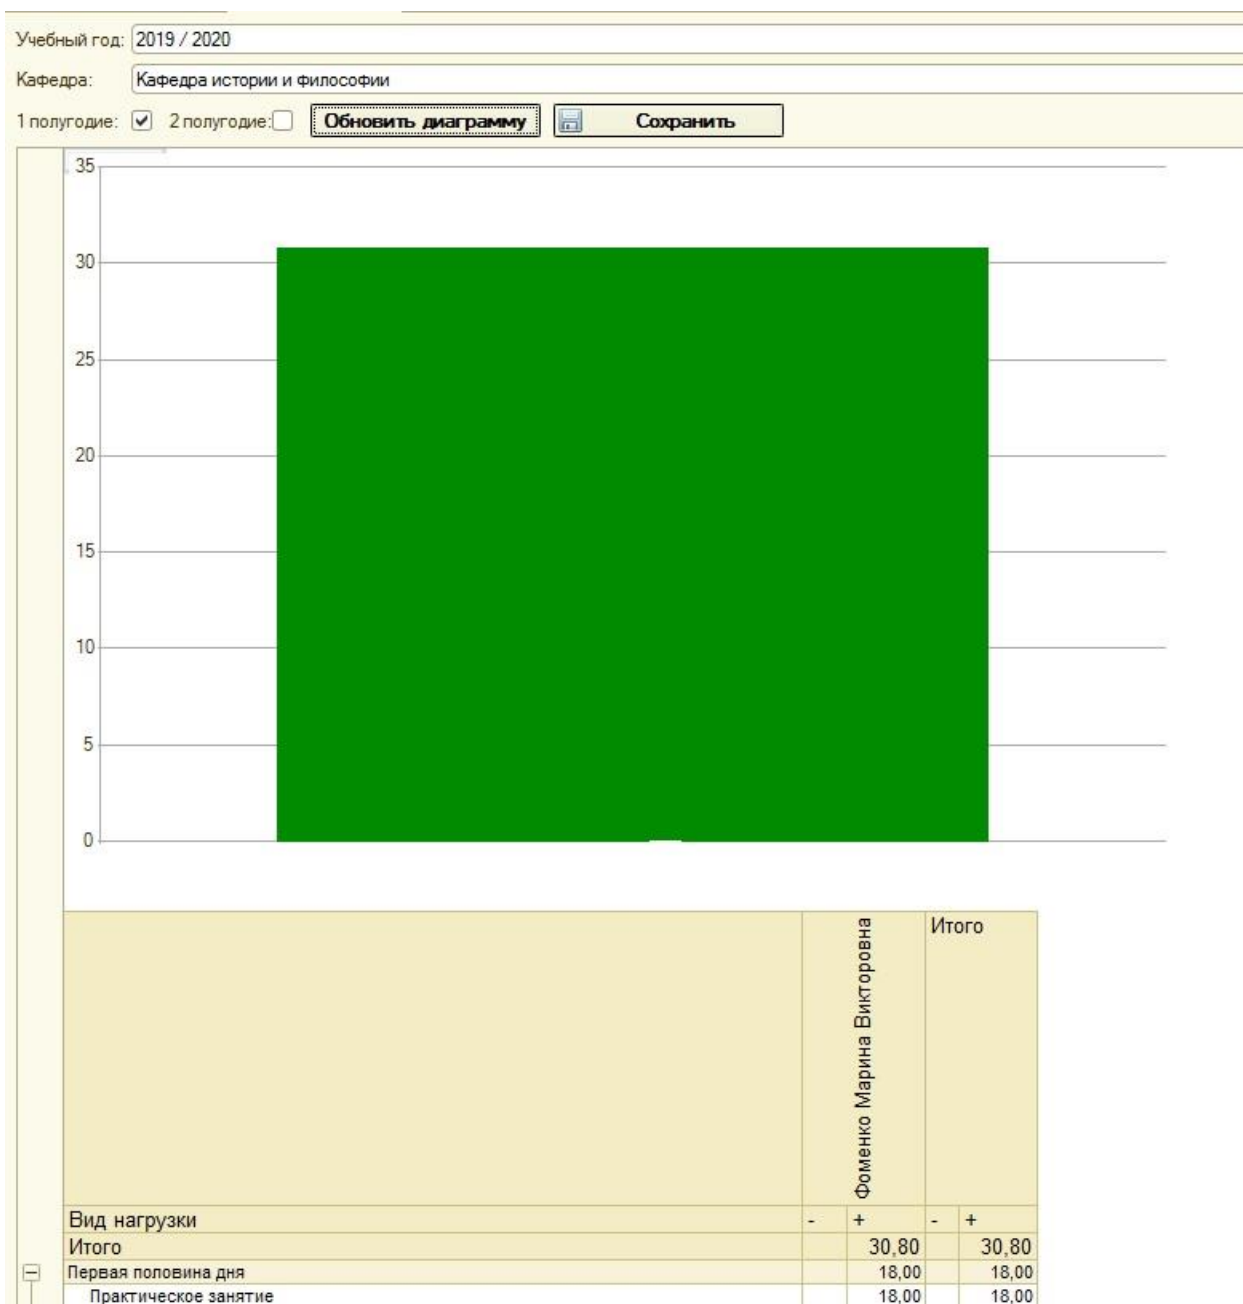 Учебный год: 2019 / 2020
Кафедра: Кафедра истории и философии
1 полугодие: 2 полугодие: Обновить диаграмму Сохранить
35
30
25
20
15
10
5
0
Фоменко Марина Викторовна
Итого
Вид нагрузки - + - +
Итого 30,80 30,80
Первая половина дня 18,00 18,00
Практическое занятие 18,00 18,00